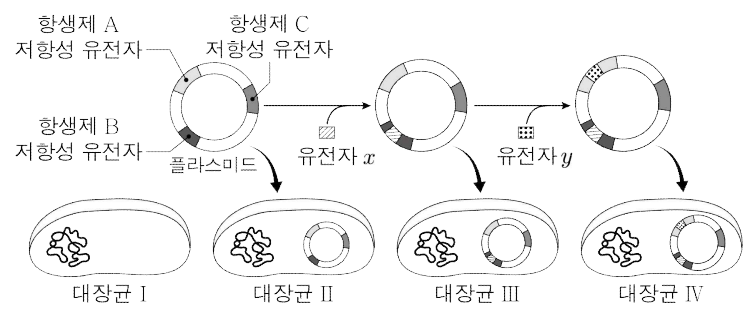 항생제 A
저항성 유전자
항생제 C
저항성 유전자
항생제 B
저항성 유전자
플라스미드
유전자 x
유전자 y
대장균 I
대장균 II
대장균 III
대장균 IV